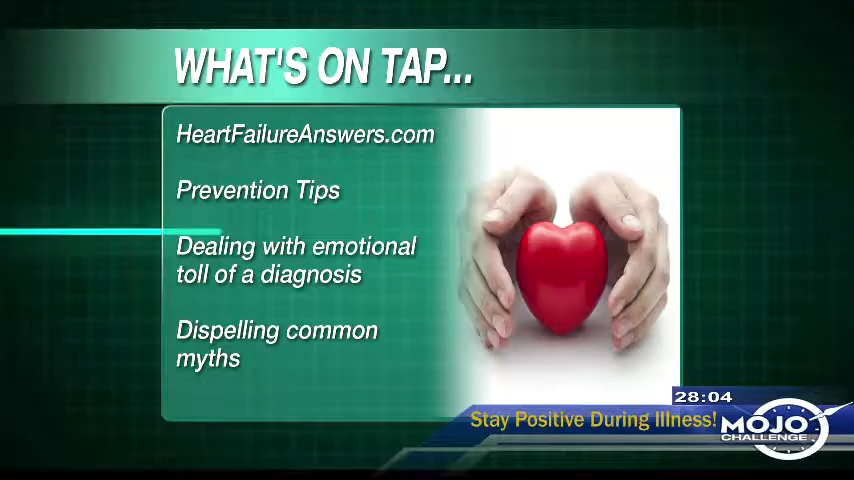 WHAT'S ON TAP...
HeartFailureAnswers.com
Prevention Tips
Dealing with emotional
toll of a diagnosis
Dispelling common
myths
28:04
Stay Positive During Illness!
MOJO
CHALLENGE